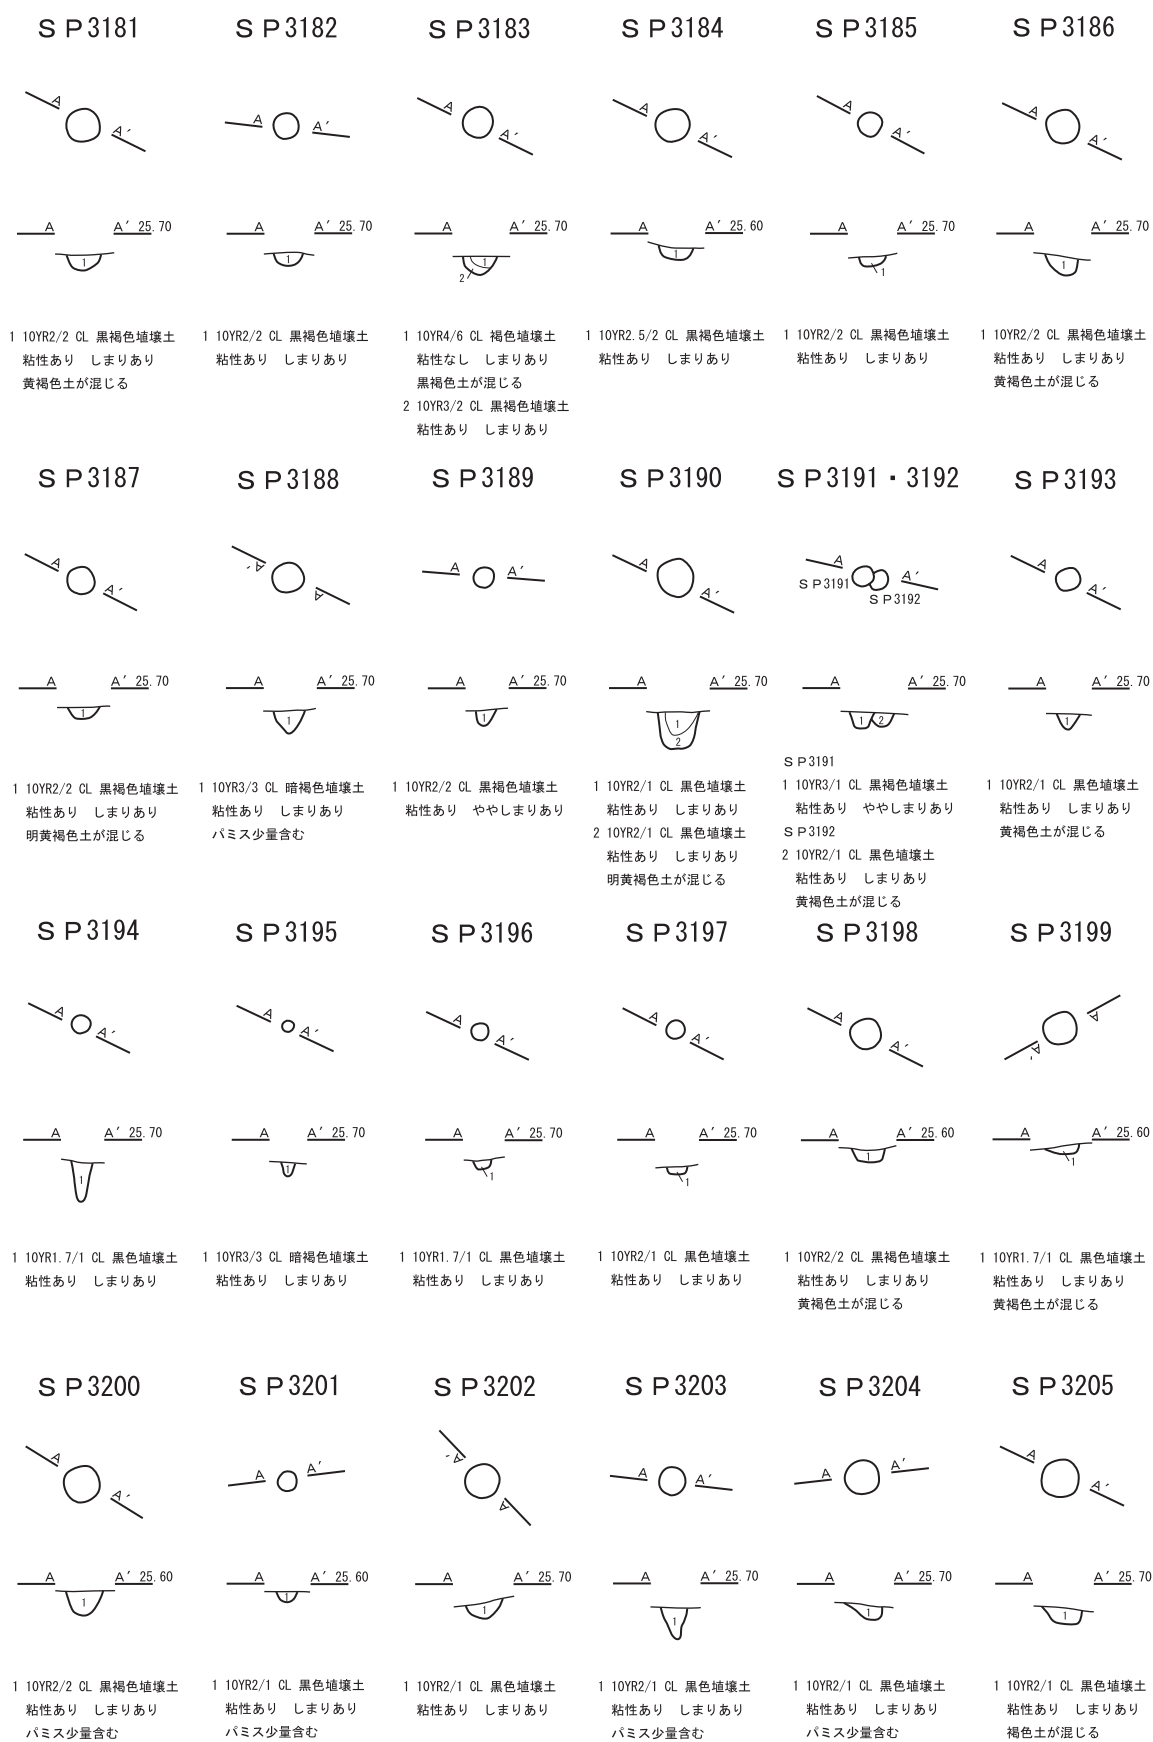 ＳＰ3181
A
A′
A
A′ 25.70
1
1 10YR2/2 CL 黒褐色埴壌土
粘性あり しまりあり
黄褐色土が混じる
ＳＰ3182
A
A′
A
A′ 25.70
1
1 10YR2/2 CL 黒褐色埴壌土
粘性あり しまりあり
ＳＰ3183
A
A′
A
A′ 25.70
1
2
1 10YR4/6 CL 褐色埴壌土
粘性なし しまりあり
黒褐色土が混じる
2 10YR3/2 CL 黒褐色埴壌土
粘性あり しまりあり
ＳＰ3184
A
A′
A
A′ 25.60
1
1 10YR2.5/2 CL 黒褐色埴壌土
粘性あり しまりあり
ＳＰ3185
A
A′
A
A′ 25.70
1
1 10YR2/2 CL 黒褐色埴壌土
粘性あり しまりあり
ＳＰ3186
A
A′
A
A′ 25.70
1
1 10YR2/2 CL 黒褐色埴壌土
粘性あり しまりあり
黄褐色土が混じる
ＳＰ3187
A
A′
A
A′ 25.70
1
1 10YR2/2 CL 黒褐色埴壌土
粘性あり しまりあり
明黄褐色土が混じる
ＳＰ3188
A′
A
A
A′ 25.70
1
1 10YR3/3 CL 暗褐色埴壌土
粘性あり しまりあり
パミス少量含む
ＳＰ3189
A
A′
A
A′ 25.70
1
1 10YR2/2 CL 黒褐色埴壌土
粘性あり ややしまりあり
ＳＰ3190
A
A′
A
A′ 25.70
1
2
1 10YR2/1 CL 黒色埴壌土
粘性あり しまりあり
2 10YR2/1 CL 黒色埴壌土
粘性あり しまりあり
明黄褐色土が混じる
ＳＰ3191・3192
A
A′
ＳＰ3191
ＳＰ3192
A
A′ 25.70
1 2
ＳＰ3191
1 10YR3/1 CL 黒褐色埴壌土
粘性あり ややしまりあり
ＳＰ3192
2 10YR2/1 CL 黒色埴壌土
粘性あり しまりあり
黄褐色土が混じる
ＳＰ3193
A
A′
A
A′ 25.70
1
1 10YR2/1 CL 黒色埴壌土
粘性あり しまりあり
黄褐色土が混じる
ＳＰ3194
A
A′
A
A′ 25.70
1
1 10YR1.7/1 CL 黒色埴壌土
粘性あり しまりあり
ＳＰ3195
A
A′
A
A′ 25.70
1
1 10YR3/3 CL 暗褐色埴壌土
粘性あり しまりあり
ＳＰ3196
A
A′
A
A′ 25.70
1
1 10YR1.7/1 CL 黒色埴壌土
粘性あり しまりあり
ＳＰ3197
A
A′
A
A′ 25.70
1
1 10YR2/1 CL 黒色埴壌土
粘性あり しまりあり
ＳＰ3198
A
A′
A
A′ 25.60
1
1 10YR2/2 CL 黒褐色埴壌土
粘性あり しまりあり
黄褐色土が混じる
ＳＰ3199
A
A′
A
A′ 25.60
1
1 10YR1.7/1 CL 黒色埴壌土
粘性あり しまりあり
黄褐色土が混じる
ＳＰ3200
A
A′
A
A′ 25.60
1
1 10YR2/2 CL 黒褐色埴壌土
粘性あり しまりあり
パミス少量含む
ＳＰ3201
A
A′
A
A′ 25.60
1
1 10YR2/1 CL 黒色埴壌土
粘性あり しまりあり
パミス少量含む
ＳＰ3202
A′
A
A
A′ 25.70
1
1 10YR2/1 CL 黒色埴壌土
粘性あり しまりあり
ＳＰ3203
A
A′
A
A′ 25.70
1
1 10YR2/1 CL 黒色埴壌土
粘性あり しまりあり
パミス少量含む
ＳＰ3204
A
A′
A
A′ 25.70
1
1 10YR2/1 CL 黒色埴壌土
粘性あり しまりあり
パミス少量含む
ＳＰ3205
A
A′
A
A′ 25.70
1
1 10YR2/1 CL 黒色埴壌土
粘性あり しまりあり
褐色土が混じる